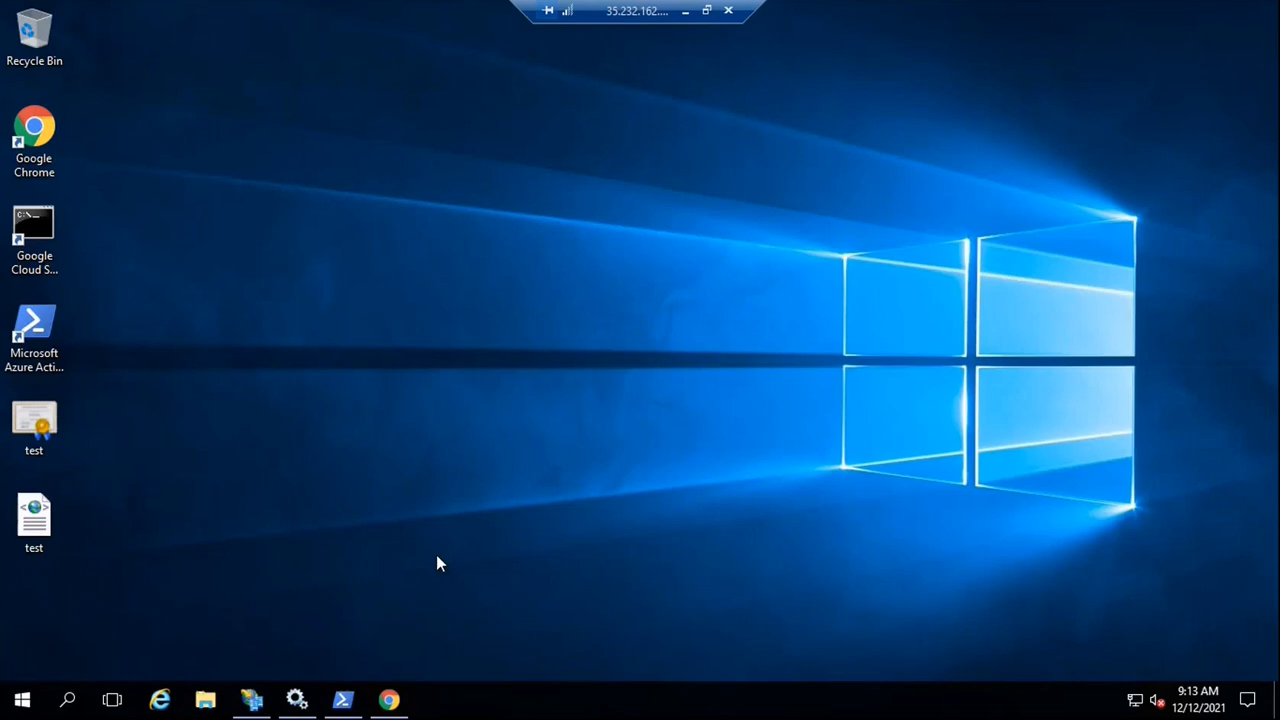 35.232.162....
Recycle Bin
Google
Chrome
C:\_
Google
Cloud S...
Microsoft
Azure Acti...
test
test
9:13 AM
12/12/2021